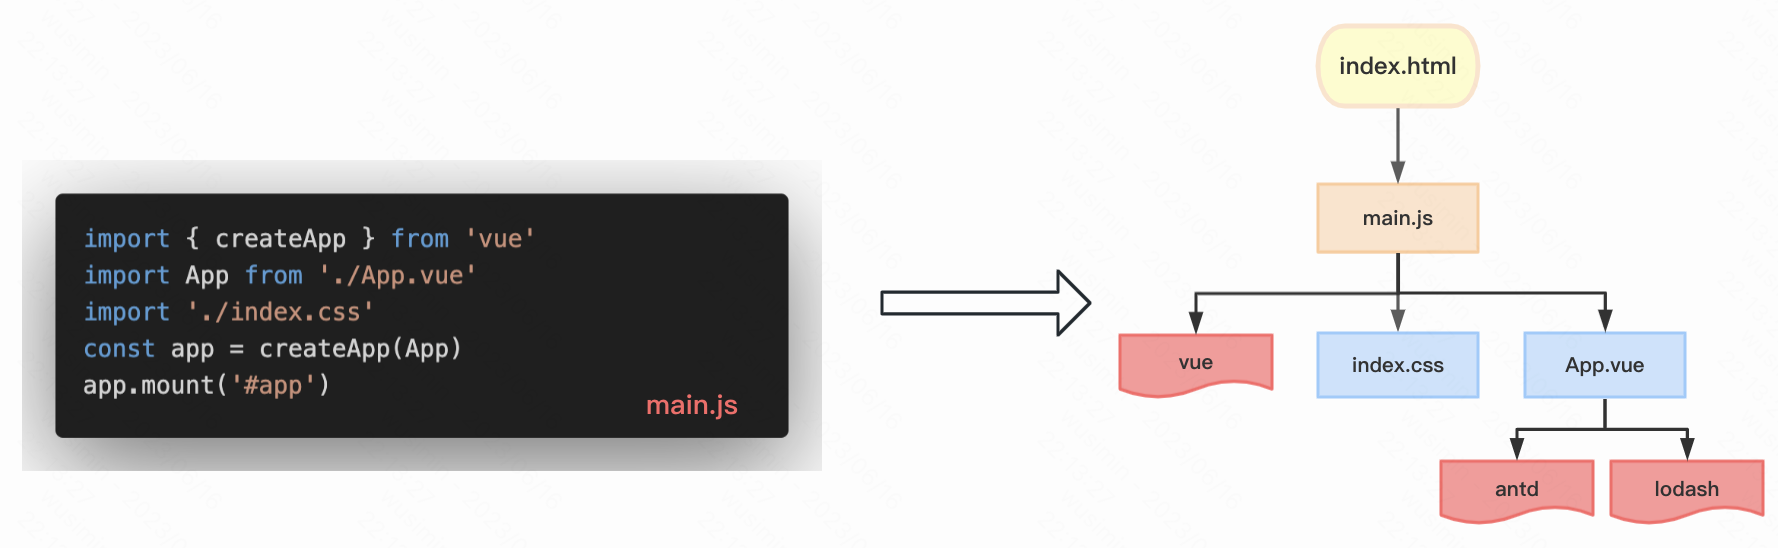 import { createApp } from 'vue'
import App from './App.vue'
import './index.css'
const app = createApp(App)
app.mount('#app')
main.js
index.html
main.js
vue
index.css
App.vue
antd
lodash